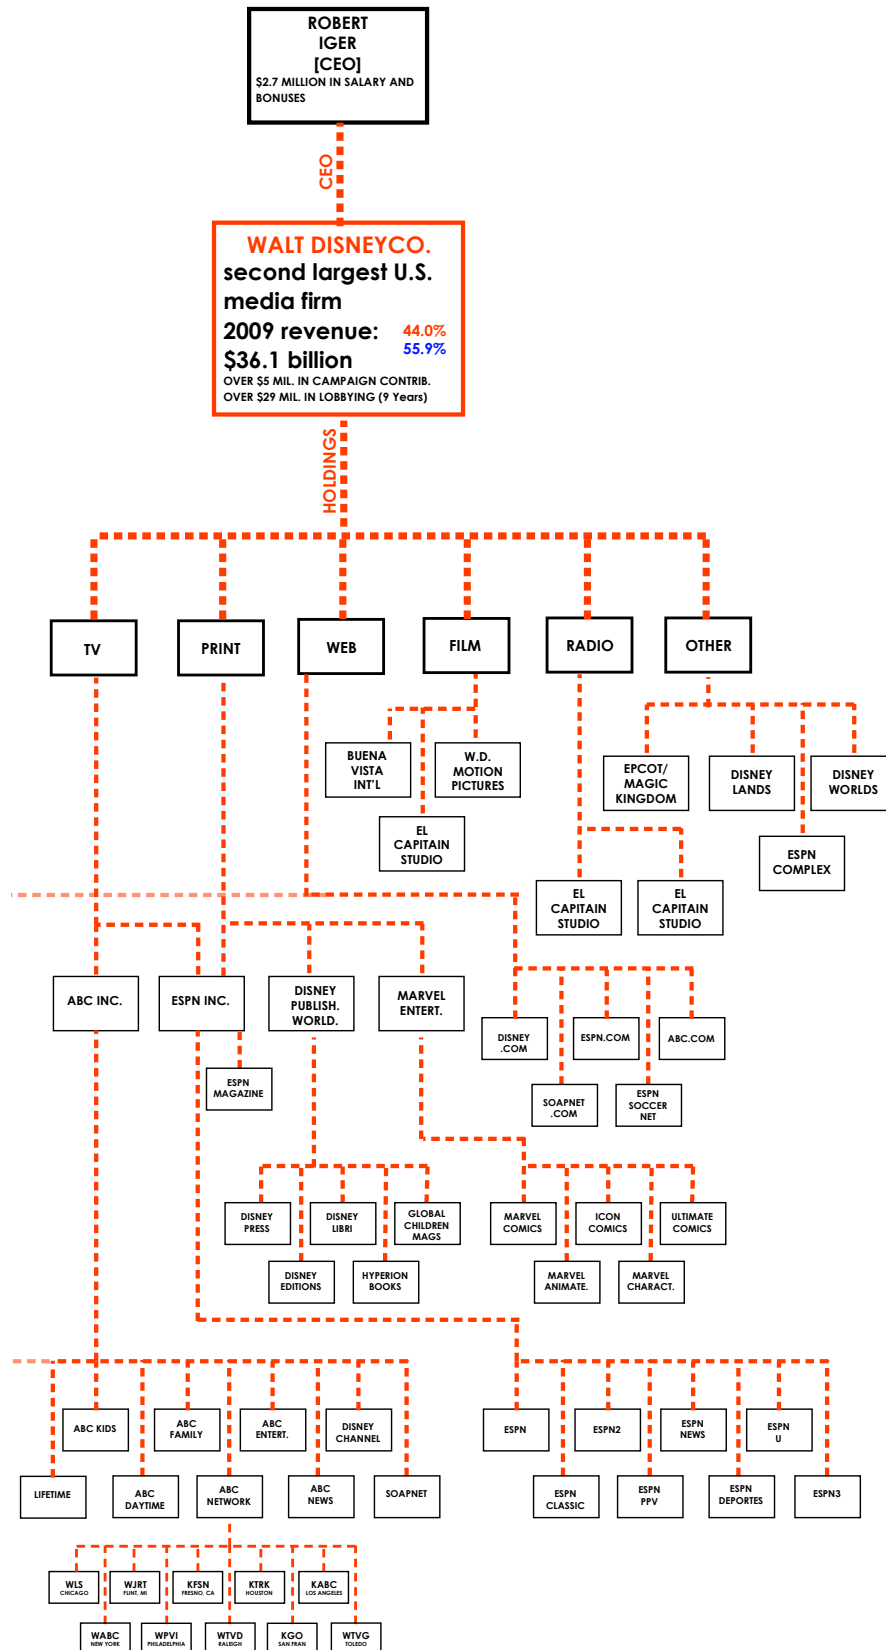 ROBERT
IGER
[CEO]
$2.7 MILLION IN SALARY AND
BONUSES
CEO
WALT DISNEYCO.
second largest U.S.
media firm
2009 revenue:
$36.1 billion
44.0%
55.9%
OVER $5 MIL. IN CAMPAIGN CONTRIB.
OVER $29 MIL. IN LOBBYING (9 Years)
HOLDINGS
TV
PRINT
WEB
FILM
RADIO
OTHER
BUENA
VISTA
INT'L
W.D.
MOTION
PICTURES
EL
CAPITAIN
STUDIO
EPCOT/
MAGIC
KINGDOM
DISNEY
LANDS
DISNEY
WORLDS
ESPN
COMPLEX
EL
CAPITAIN
STUDIO
EL
CAPITAIN
STUDIO
ABC INC.
ESPN INC.
DISNEY
PUBLISH.
WORLD.
MARVEL
ENTERT.
ESPN
MAGAZINE
DISNEY
.COM
ESPN.COM
ABC.COM
SOAPNET
.COM
ESPN
SOCCER
NET
DISNEY
PRESS
DISNEY
LIBRI
GLOBAL
CHILDREN
MAGS
DISNEY
EDITIONS
HYPERION
BOOKS
MARVEL
COMICS
ICON
COMICS
ULTIMATE
COMICS
MARVEL
ANIMATE.
MARVEL
CHARACT.
ABC KIDS
ABC
FAMILY
ABC
ENTERT.
DISNEY
CHANNEL
LIFETIME
ABC
DAYTIME
ABC
NETWORK
ABC
NEWS
SOAPNET
ESPN
ESPN2
ESPN
NEWS
ESPN
U
ESPN
CLASSIC
ESPN
PPV
ESPN
DEPORTES
ESPN3
WLS
CHICAGO
WJRT
FLINT, MI
KFSN
FRESNO, CA
KTRK
HOUSTON
KABC
LOS ANGELES
WABC
NEW YORK
WPVI
PHILADELPHIA
WTVD
RALEIGH
KGO
SAN FRAN
WTVG
TOLEDO